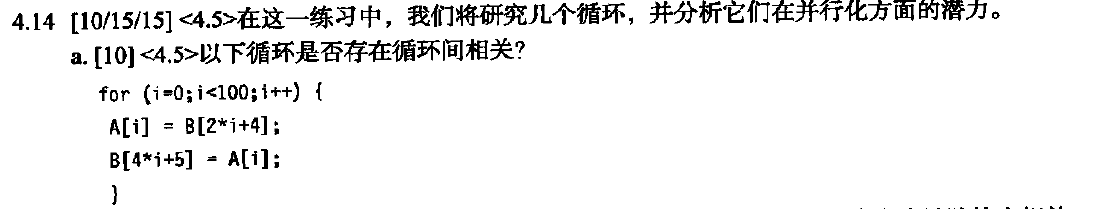 4.14 [10/15/15] <4.5>在这一练习中，我们将研究几个循环，并分析它们在并行化方面的潜力。
a. [10] <4.5>以下循环是否存在循环间相关?
for (i=0;i<100;i++) {
A[i] = B[2*i+4];
B[4*i+5] = A[i];
}